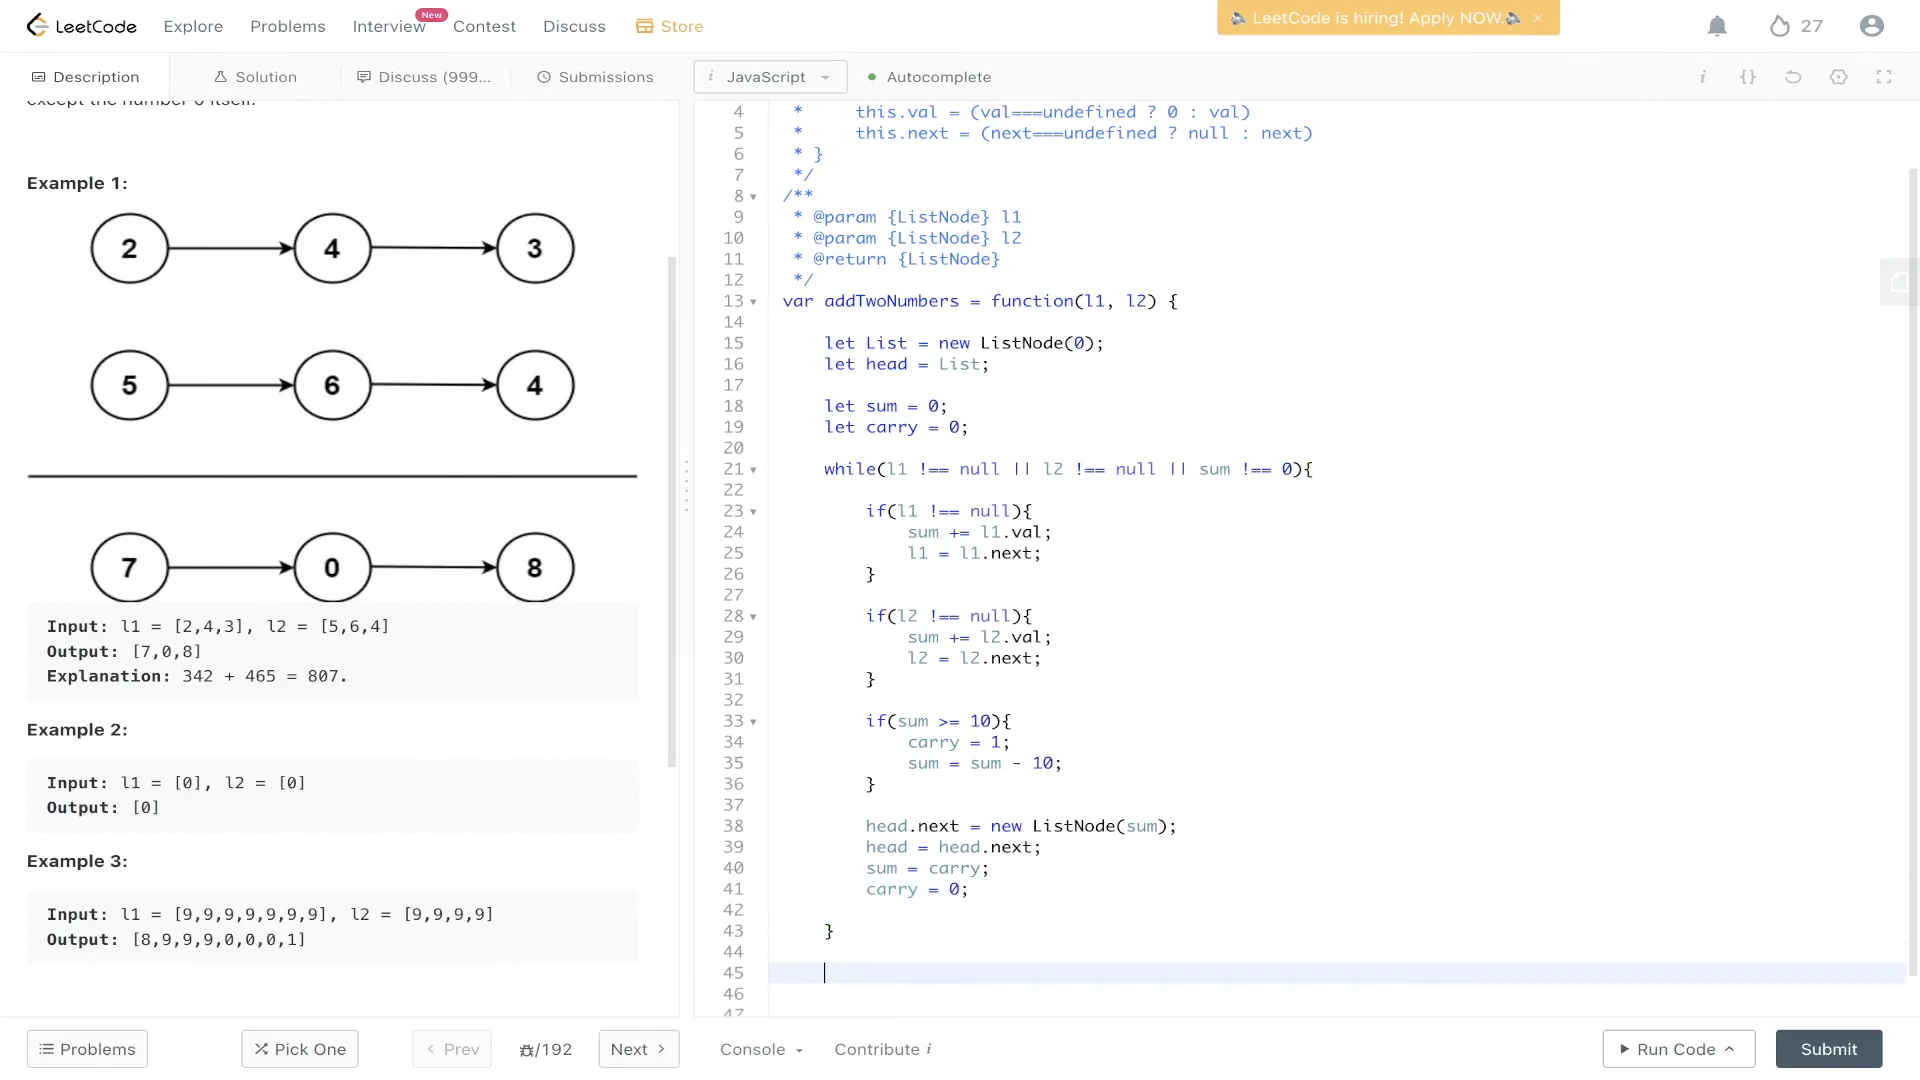 LeetCode
Explore
Problems
Interview
New
Contest
Discuss
Store
LeetCode is hiring! Apply NOW.
27
Description
Solution
Discuss (999...
Submissions
i JavaScript
Autocomplete
except the number 0 itself.
Example 1:
2 4 3
5 6 4
7 0 8
Input: l1 = [2,4,3], l2 = [5,6,4]
Output: [7,0,8]
Explanation: 342 + 465 = 807.
Example 2:
Input: l1 = [0], l2 = [0]
Output: [0]
Example 3:
Input: l1 = [9,9,9,9,9,9,9], l2 = [9,9,9,9]
Output: [8,9,9,9,0,0,0,1]
4 *     this.val = (val===undefined ? 0 : val)
5 *     this.next = (next===undefined ? null : next)
6 * }
7 */
8 /**
9 * @param {ListNode} l1
10 * @param {ListNode} l2
11 * @return {ListNode}
12 */
13 var addTwoNumbers = function(l1, l2) {
14
15     let List = new ListNode(0);
16     let head = List;
17
18     let sum = 0;
19     let carry = 0;
20
21     while(l1 !== null || l2 !== null || sum !== 0){
22
23         if(l1 !== null){
24             sum += l1.val;
25             l1 = l1.next;
26         }
27
28         if(l2 !== null){
29             sum += l2.val;
30             l2 = l2.next;
31         }
32
33         if(sum >= 10){
34             carry = 1;
35             sum = sum - 10;
36         }
37
38         head.next = new ListNode(sum);
39         head = head.next;
40         sum = carry;
41         carry = 0;
42
43     }
44
45
46
47
Problems
Pick One
< Prev
/192
Next >
Console
Contribute i
Run Code
Submit